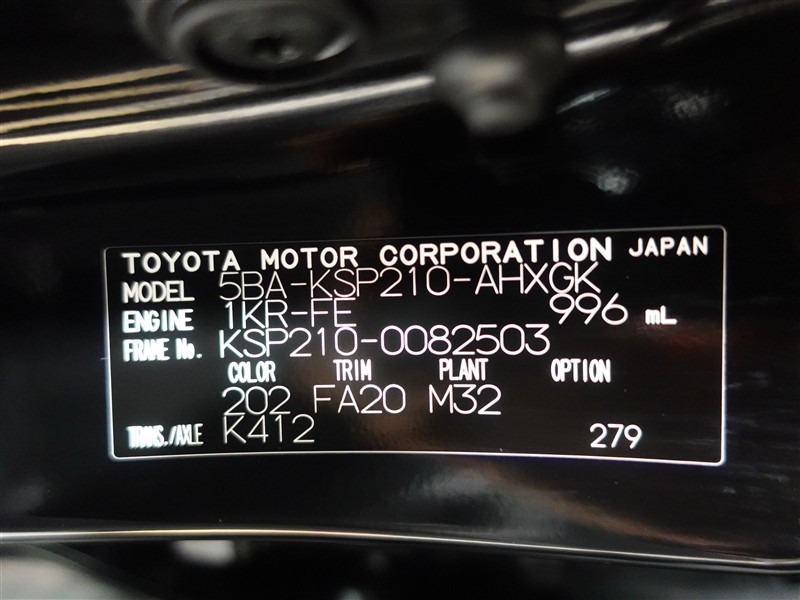 TOYOTA MOTOR CORPORATION JAPAN
MODEL 5BA-KSP210-AHXGK
ENGINE 1KR-FE 996 mL
FRAME No. KSP210-0082503
COLOR TRIM PLANT OPTION
202 FA20 M32
TRANS./AXLE K412 279